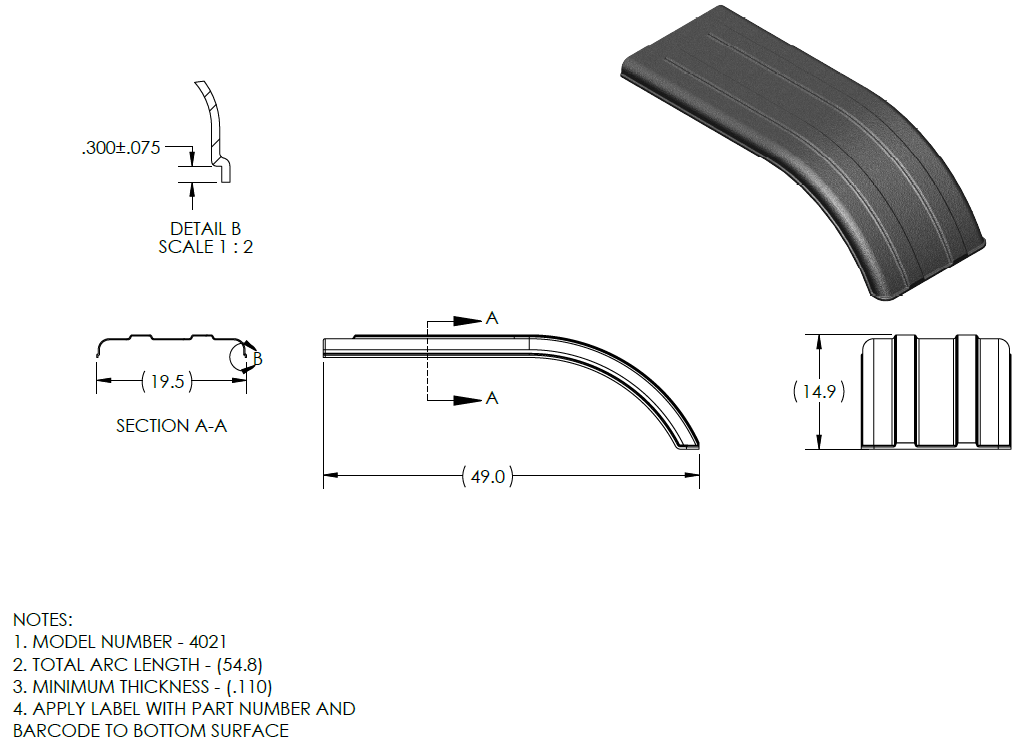 .300±.075
DETAIL B
SCALE 1 : 2
A
B
(19.5)
A
SECTION A-A
(49.0)
(14.9)
NOTES:
1. MODEL NUMBER - 4021
2. TOTAL ARC LENGTH - (54.8)
3. MINIMUM THICKNESS - (.110)
4. APPLY LABEL WITH PART NUMBER AND
BARCODE TO BOTTOM SURFACE